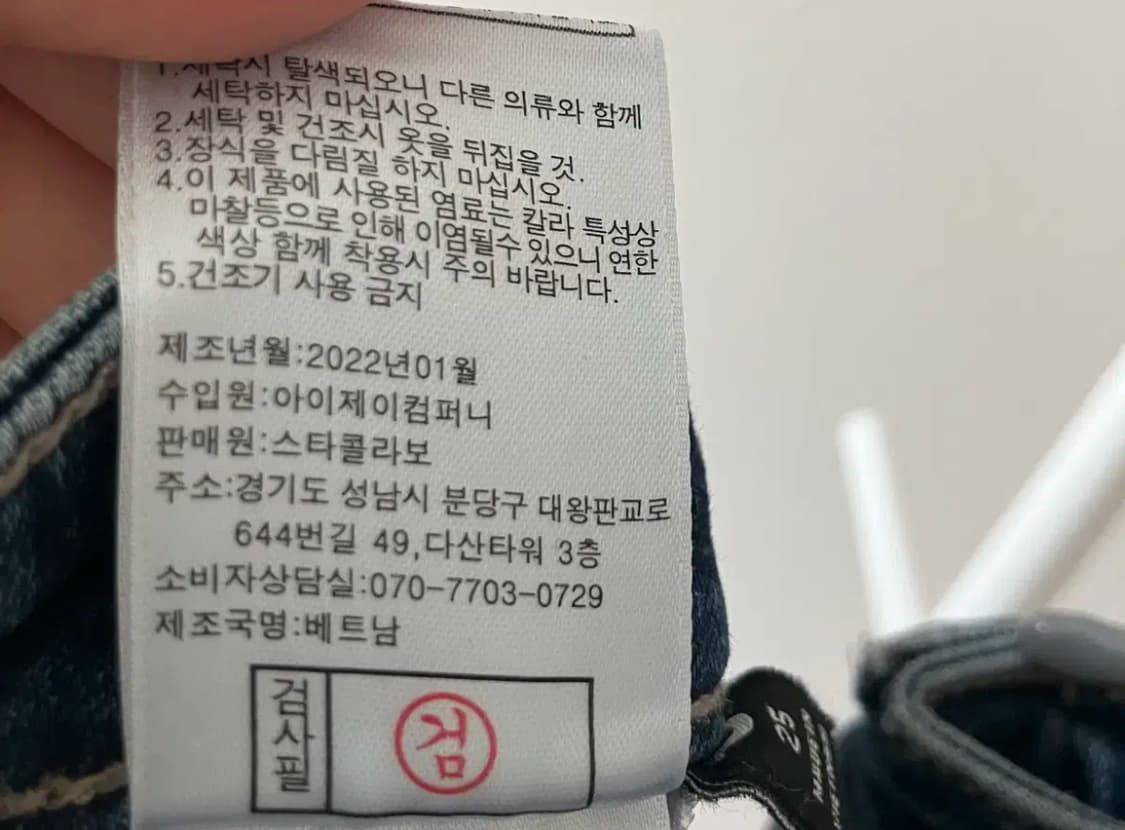 1.세탁시 탈색되오니 다른 의류와 함께
세탁하지 마십시오.
2.세탁 및 건조시 옷을 뒤집을 것.
3.장식을 다림질 하지 마십시오.
4.이 제품에 사용된 염료는 칼라 특성상
마찰등으로 인해 이염될수 있으니 연한
색상 함께 착용시 주의 바랍니다.
5.건조기 사용 금지
제조년월:2022년01월
수입원:아이제이컴퍼니
판매원:스타콜라보
주소:경기도 성남시 분당구 대왕판교로
644번길 49,다산타워 3층
소비자상담실:070-7703-0729
제조국명:베트남
검사필
검
25